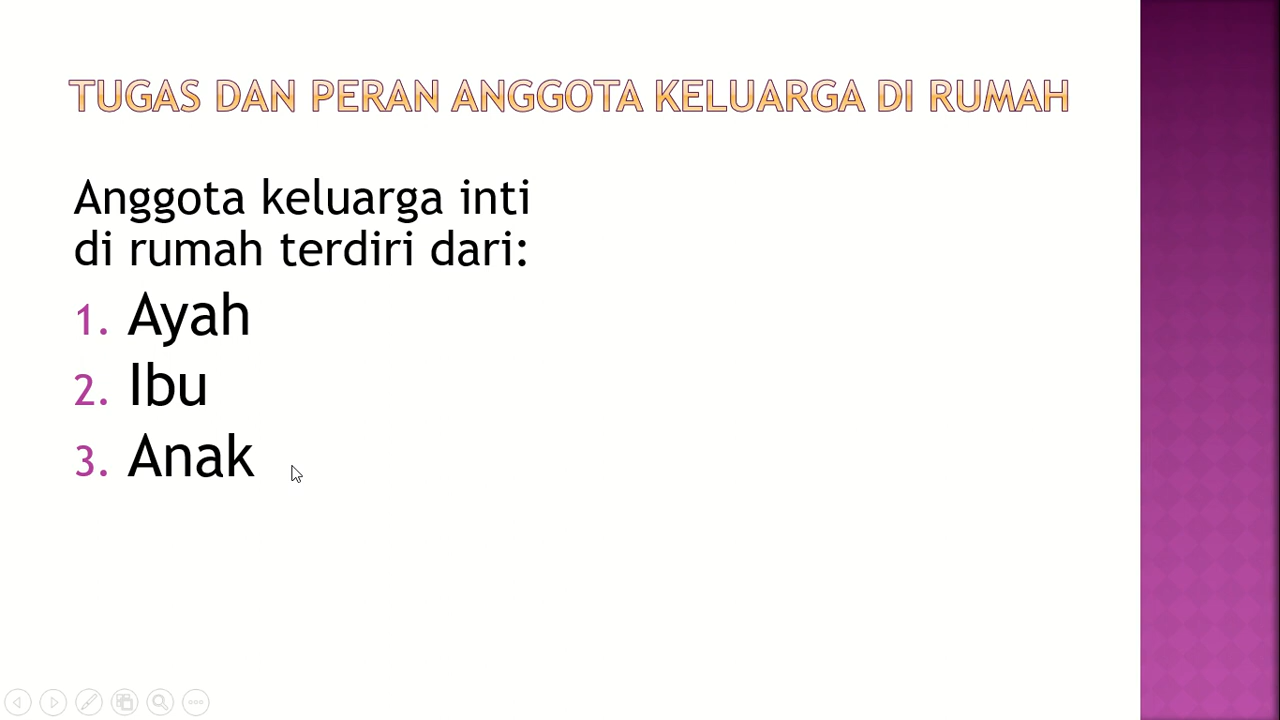 TUGAS DAN PERAN ANGGOTA KELUARGA DI RUMAH
Anggota keluarga inti
di rumah terdiri dari:
1. Ayah
2. Ibu
3. Anak